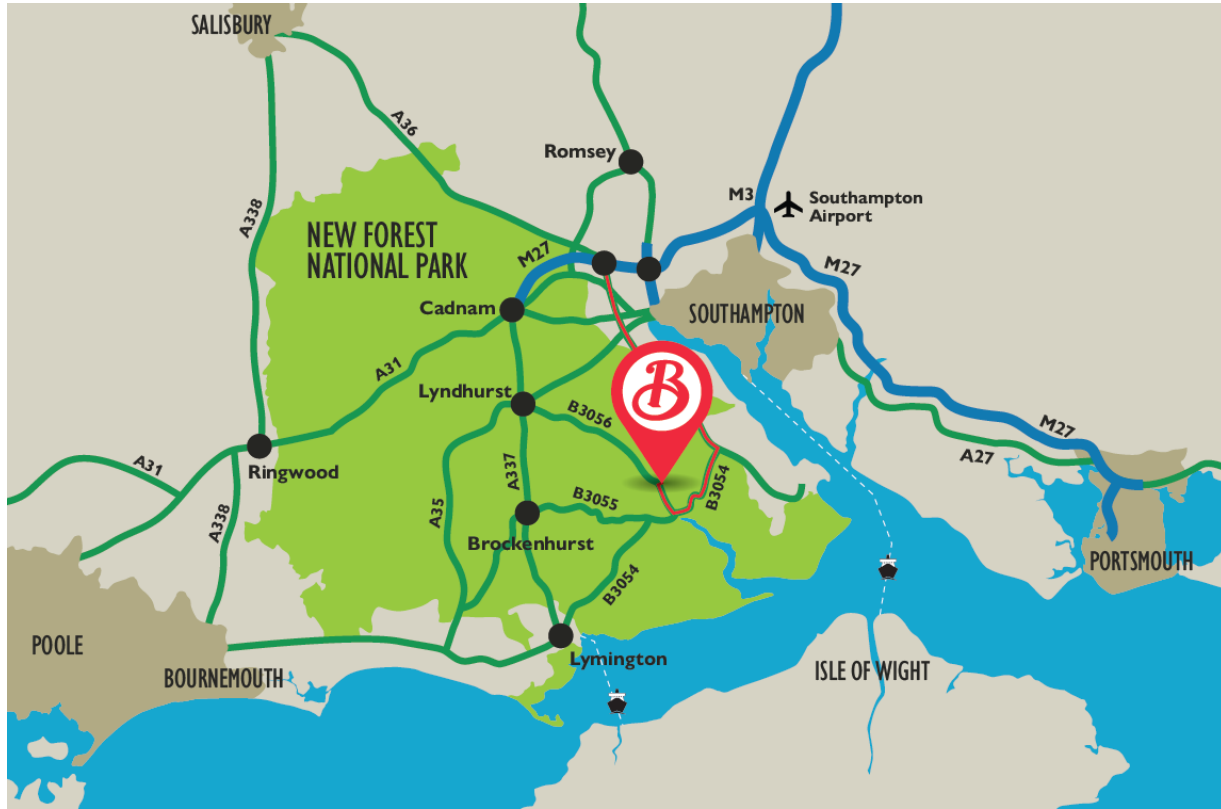 SALISBURY
A36
Romsey
M3
Southampton
Airport
A338
NEW FOREST
NATIONAL PARK
M27
M27
Cadnam
SOUTHAMPTON
A31
B
Lyndhurst
B3056
M27
A27
A31
Ringwood
A337
B3054
A35
B3055
A338
Brockenhurst
PORTSMOUTH
B3054
POOLE
Lymington
ISLE OF WIGHT
BOURNEMOUTH